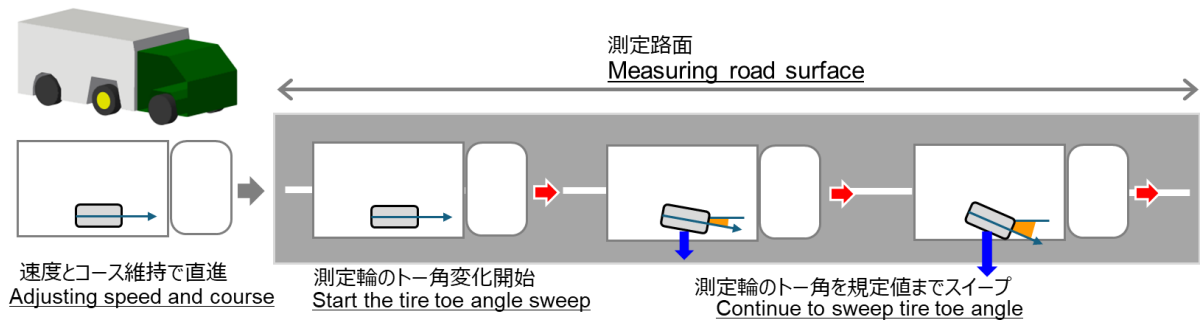 測定路面
Measuring road surface
速度とコース維持で直進
Adjusting speed and course
測定輪のトー角変化開始
Start the tire toe angle sweep
測定輪のトー角を規定値までスイープ
Continue to sweep tire toe angle